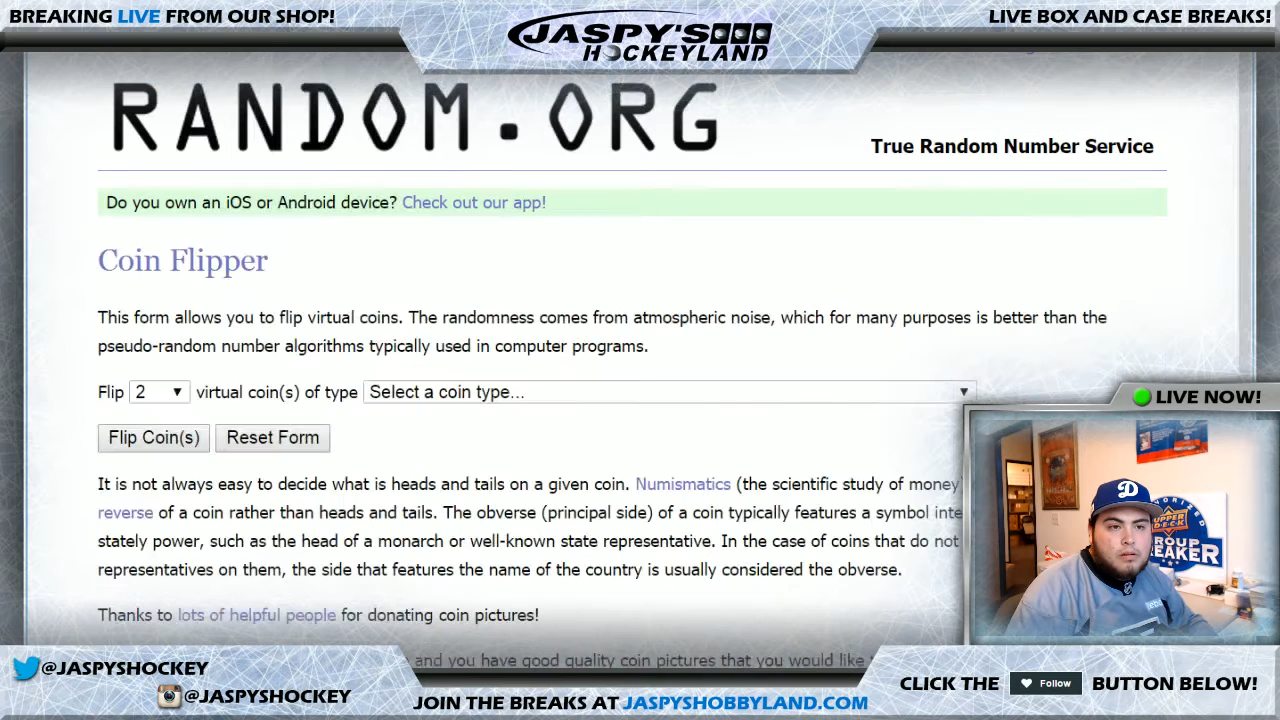 BREAKING LIVE FROM OUR SHOP!
JASPY'S
HOCKEYLAND
LIVE BOX AND CASE BREAKS!
RANDOM.ORG
True Random Number Service
Do you own an iOS or Android device? Check out our app!
Coin Flipper
This form allows you to flip virtual coins. The randomness comes from atmospheric noise, which for many purposes is better than the
pseudo-random number algorithms typically used in computer programs.
Flip 2 virtual coin(s) of type Select a coin type...
Flip Coin(s) Reset Form
LIVE NOW!
It is not always easy to decide what is heads and tails on a given coin. Numismatics (the scientific study of money
reverse of a coin rather than heads and tails. The obverse (principal side) of a coin typically features a symbol inte
stately power, such as the head of a monarch or well-known state representative. In the case of coins that do not
representatives on them, the side that features the name of the country is usually considered the obverse.
Thanks to lots of helpful people for donating coin pictures!
and you have good quality coin pictures that you would like
D
UPPER
DECK
GROUP
BREAKER
@JASPYSHOCKEY
@JASPYSHOCKEY
JOIN THE BREAKS AT JASPYSHOBBYLAND.COM
CLICK THE Follow BUTTON BELOW!